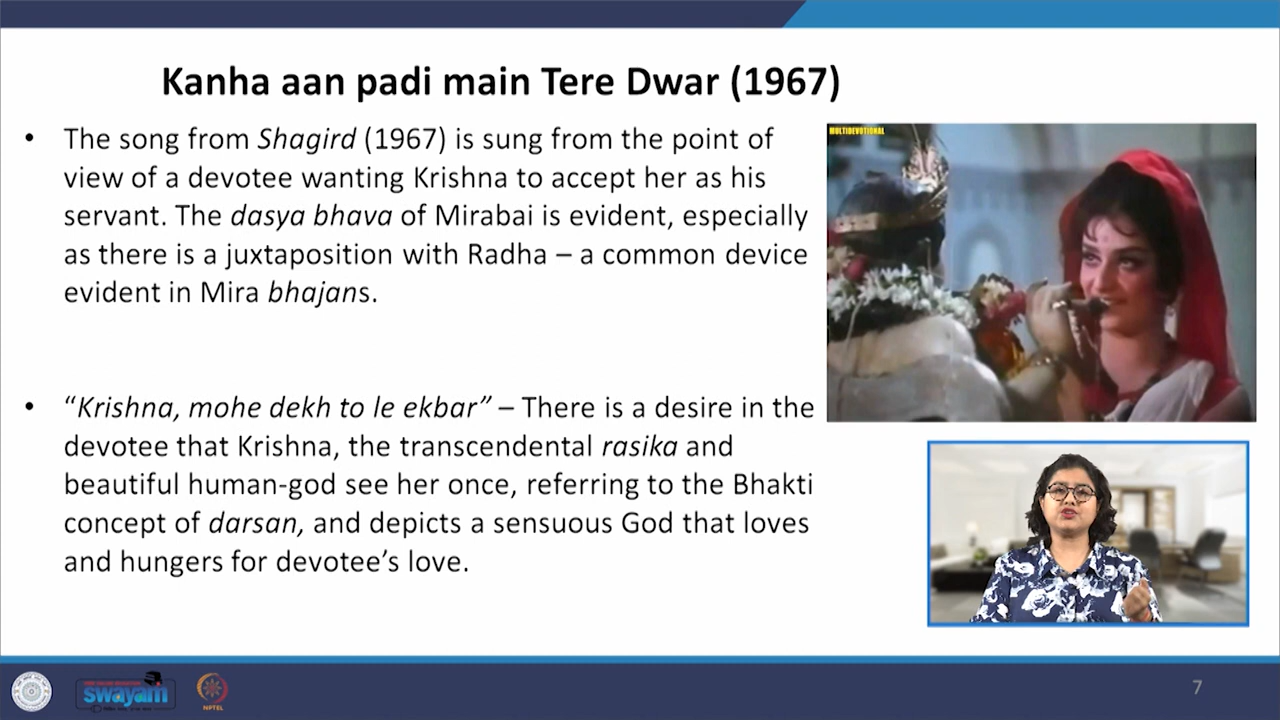 Kanha aan padi main Tere Dwar (1967)
• The song from Shagird (1967) is sung from the point of
view of a devotee wanting Krishna to accept her as his
servant. The dasya bhava of Mirabai is evident, especially
as there is a juxtaposition with Radha – a common device
evident in Mira bhajans.
• “Krishna, mohe dekh to le ekbar” – There is a desire in the
devotee that Krishna, the transcendental rasika and
beautiful human-god see her once, referring to the Bhakti
concept of darsan, and depicts a sensuous God that loves
and hungers for devotee’s love.
MULTIDEVOTIONAL
swayam
NPTEL
7